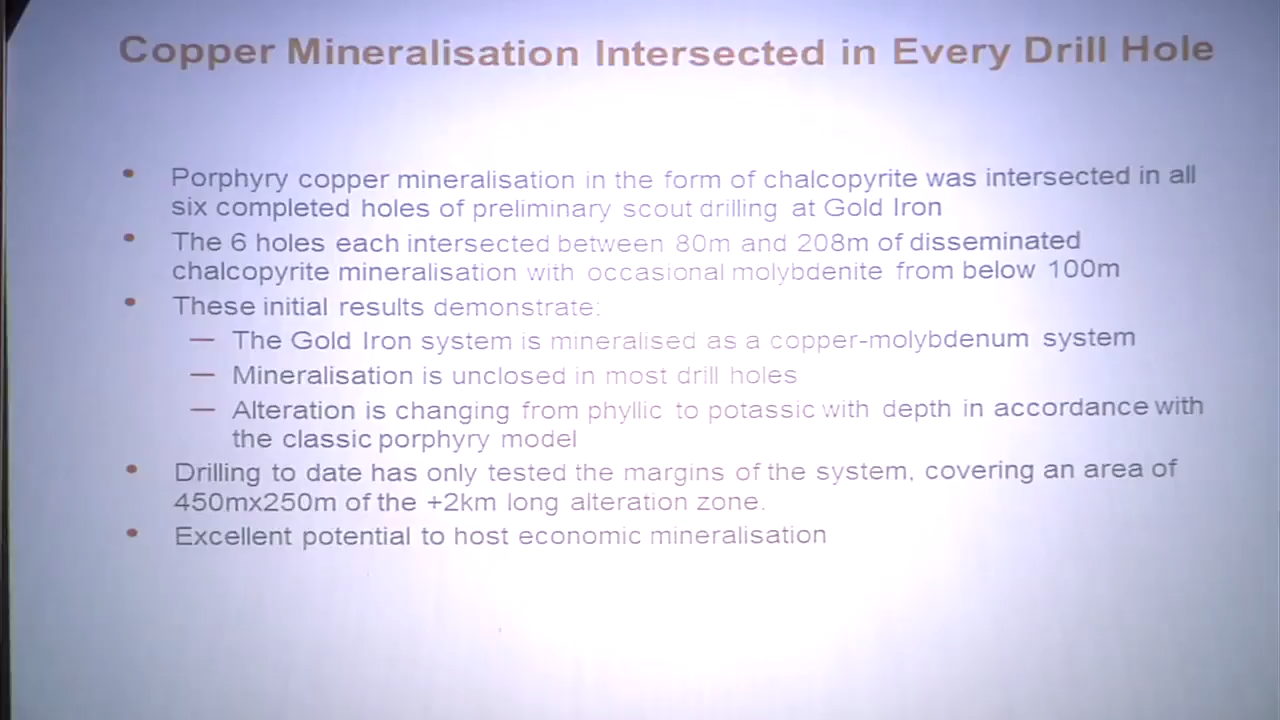 Copper Mineralisation Intersected in Every Drill Hole
• Porphyry copper mineralisation in the form of chalcopyrite was intersected in all
six completed holes of preliminary scout drilling at Gold Iron
• The 6 holes each intersected between 80m and 208m of disseminated
chalcopyrite mineralisation with occasional molybdenite from below 100m
• These initial results demonstrate:
— The Gold Iron system is mineralised as a copper-molybdenum system
— Mineralisation is unclosed in most drill holes
— Alteration is changing from phyllic to potassic with depth in accordance with
the classic porphyry model
• Drilling to date has only tested the margins of the system, covering an area of
450mx250m of the +2km long alteration zone.
• Excellent potential to host economic mineralisation